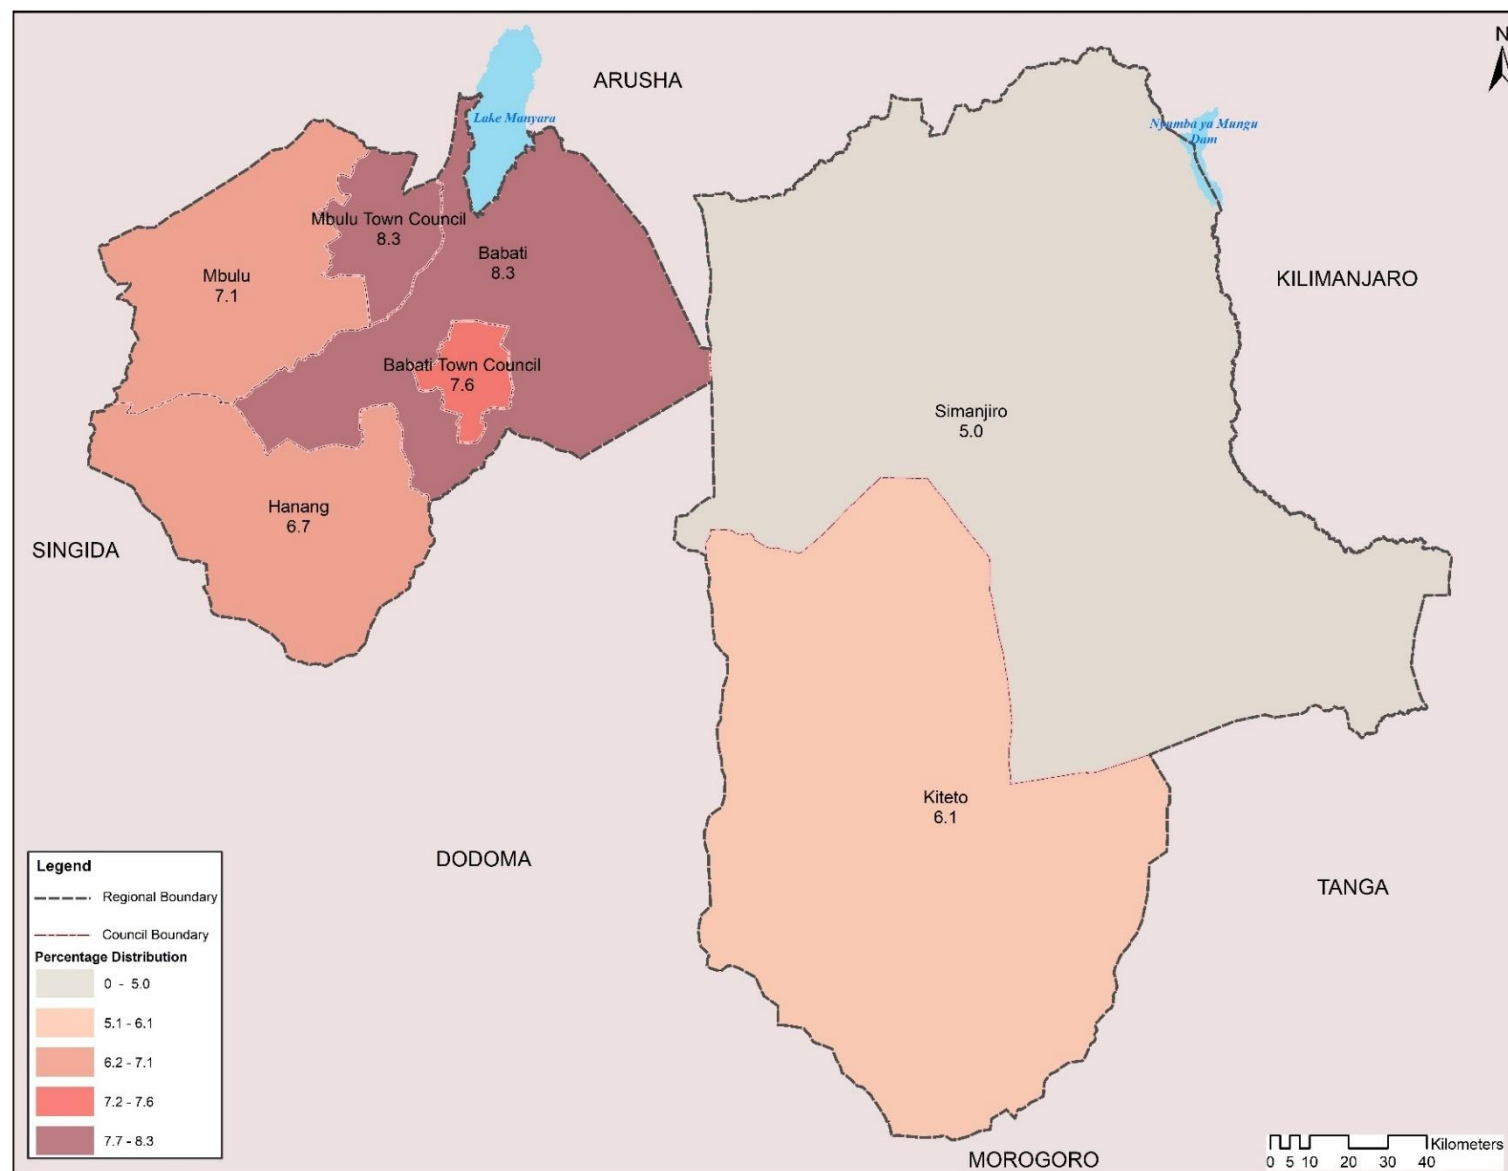 N
ARUSHA
Lake Manyara
Nyumba ya Mungu
Dam
Mbulu Town Council
8.3
Babati
8.3
Mbulu
7.1
KILIMANJARO
Babati Town Council
7.6
Simanjiro
5.0
Hanang
6.7
SINGIDA
Kiteto
6.1
DODOMA
TANGA
Legend
Regional Boundary
Council Boundary
Percentage Distribution
0 - 5.0
5.1 - 6.1
6.2 - 7.1
7.2 - 7.6
7.7 - 8.3
MOROGORO
Kilometers
0 5 10 20 30 40